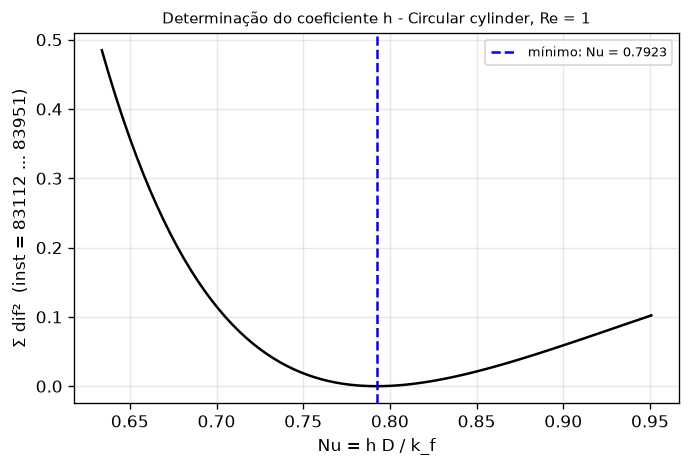 Determinação do coeficiente h - Circular cylinder, Re = 1
Σ dif² (inst = 83112 ... 83951)
0.5
0.4
0.3
0.2
0.1
0.0
mínimo: Nu = 0.7923
0.65 0.70 0.75 0.80 0.85 0.90 0.95
Nu = h D / k_f